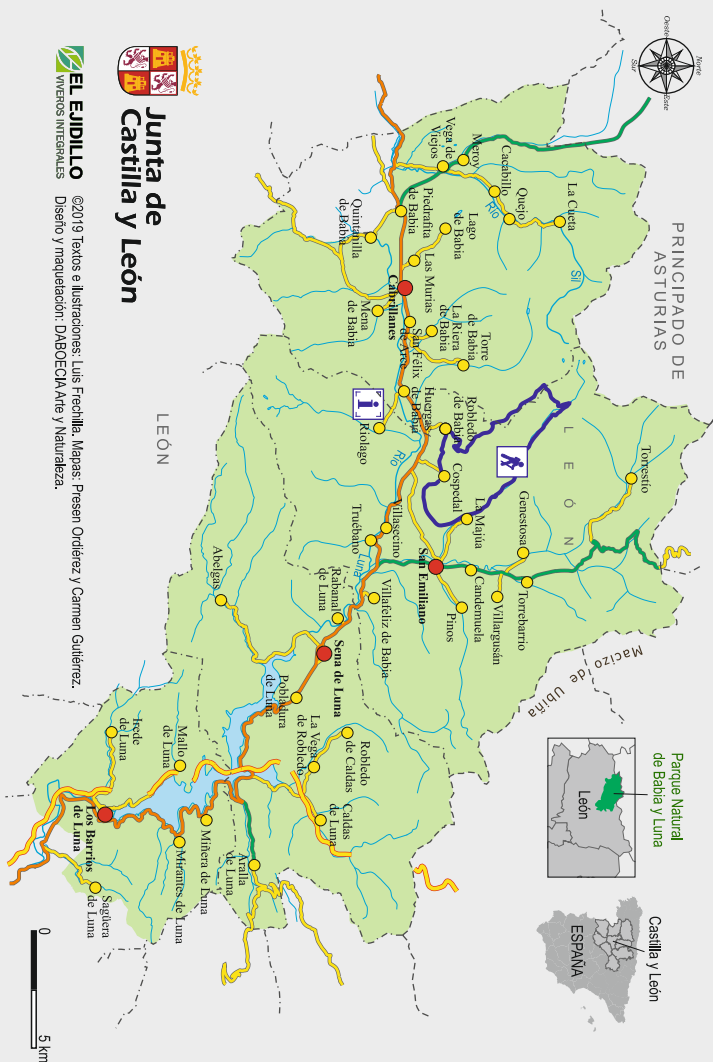 Norte
Oeste
Este
Sur
PRINCIPADO DE
ASTURIAS
LEÓN
LEÓN
Macizo de Ubiña
La Cueta
Quejo
Cacabillo
Meroy
Vega de
Viejos
Río
Sil
Piedrafita
de Babia
Quintanilla
de Babia
Lago
de Babia
Las Murias
Cabrillanes
Mena
de Babia
San Félix
de Arce
La Riera
de Babia
Torre
de Babia
Huergas
de Babia
Riolago
i
Robledo
de Babia
Cospedal
La Majúa
Torrestío
Genestosa
Torrebarrio
Villargusán
Candemuela
San Emiliano
Pinos
Río
Luna
Villasecino
Truébano
Villafeliz de Babia
Rabanal
de Luna
Abelgas
Sena de Luna
Pobladura
de Luna
La Vega
de Robledo
Robledo
de Caldas
Caldas
de Luna
Aralla
de Luna
Mallo
de Luna
Irede
de Luna
Miñera de Luna
Mirantes de Luna
Los Barrios
de Luna
Sagüera
de Luna
Parque Natural
de Babia y Luna
León
Castilla y León
ESPAÑA
0
5 km
Junta de
Castilla y León
EL EJIDILLO
VIVEROS INTEGRALES
©2019 Textos e ilustraciones: Luis Frechilla. Mapas: Presen Ordiérez y Carmen Gutiérrez.
Diseño y maquetación: DABOECIA Arte y Naturaleza.